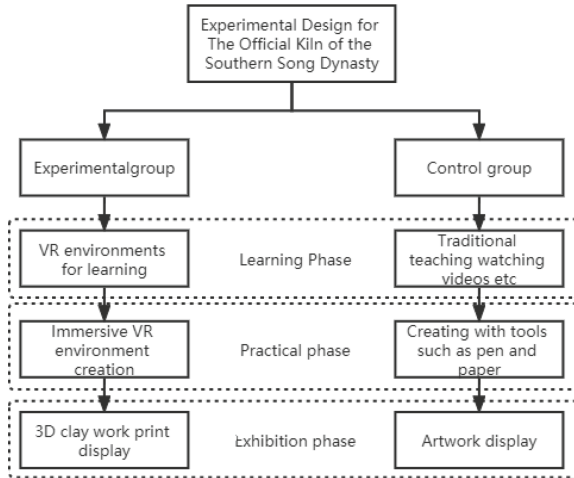 Experimental Design for
The Official Kiln of the
Southern Song Dynasty
Experimentalgroup
Control group
VR environments
for learning
Learning Phase
Traditional
teaching watching
videos etc
Immersive VR
environment
creation
Practical phase
Creating with tools
such as pen and
paper
3D clay work print
display
Exhibition phase
Artwork display